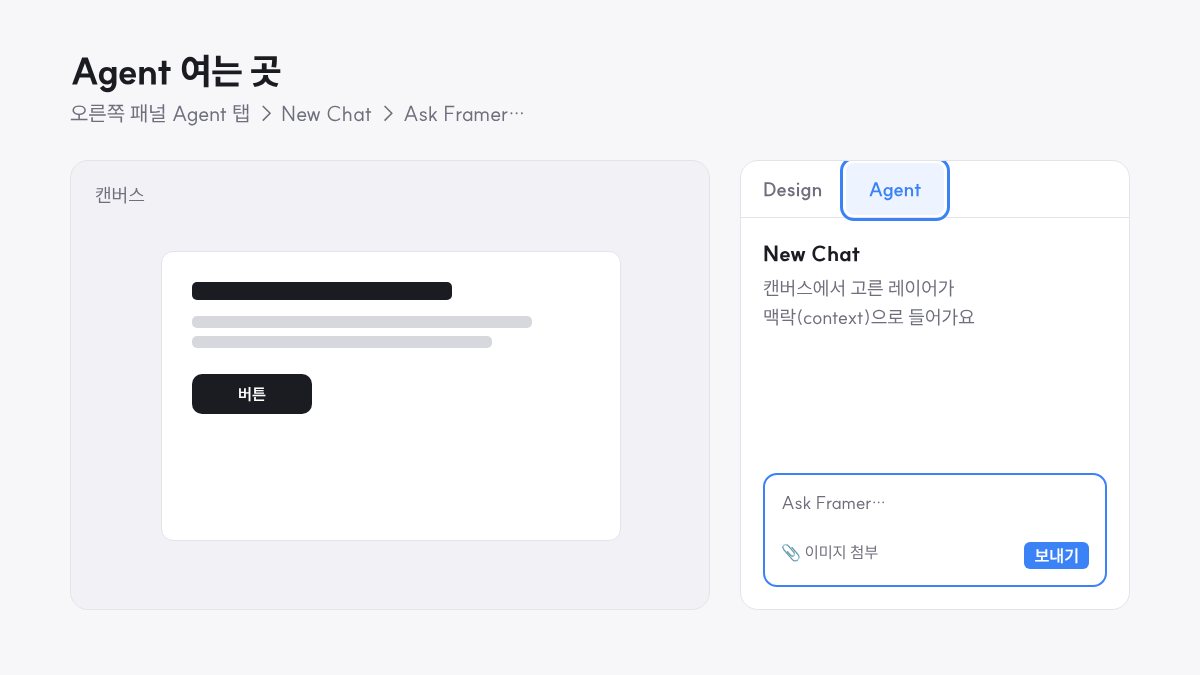 Agent 여는 곳
오른쪽 패널 Agent 탭 > New Chat > Ask Framer…
캔버스
버튼
Design
Agent
New Chat
캔버스에서 고른 레이어가
맥락(context)으로 들어가요
Ask Framer…
📎 이미지 첨부
보내기